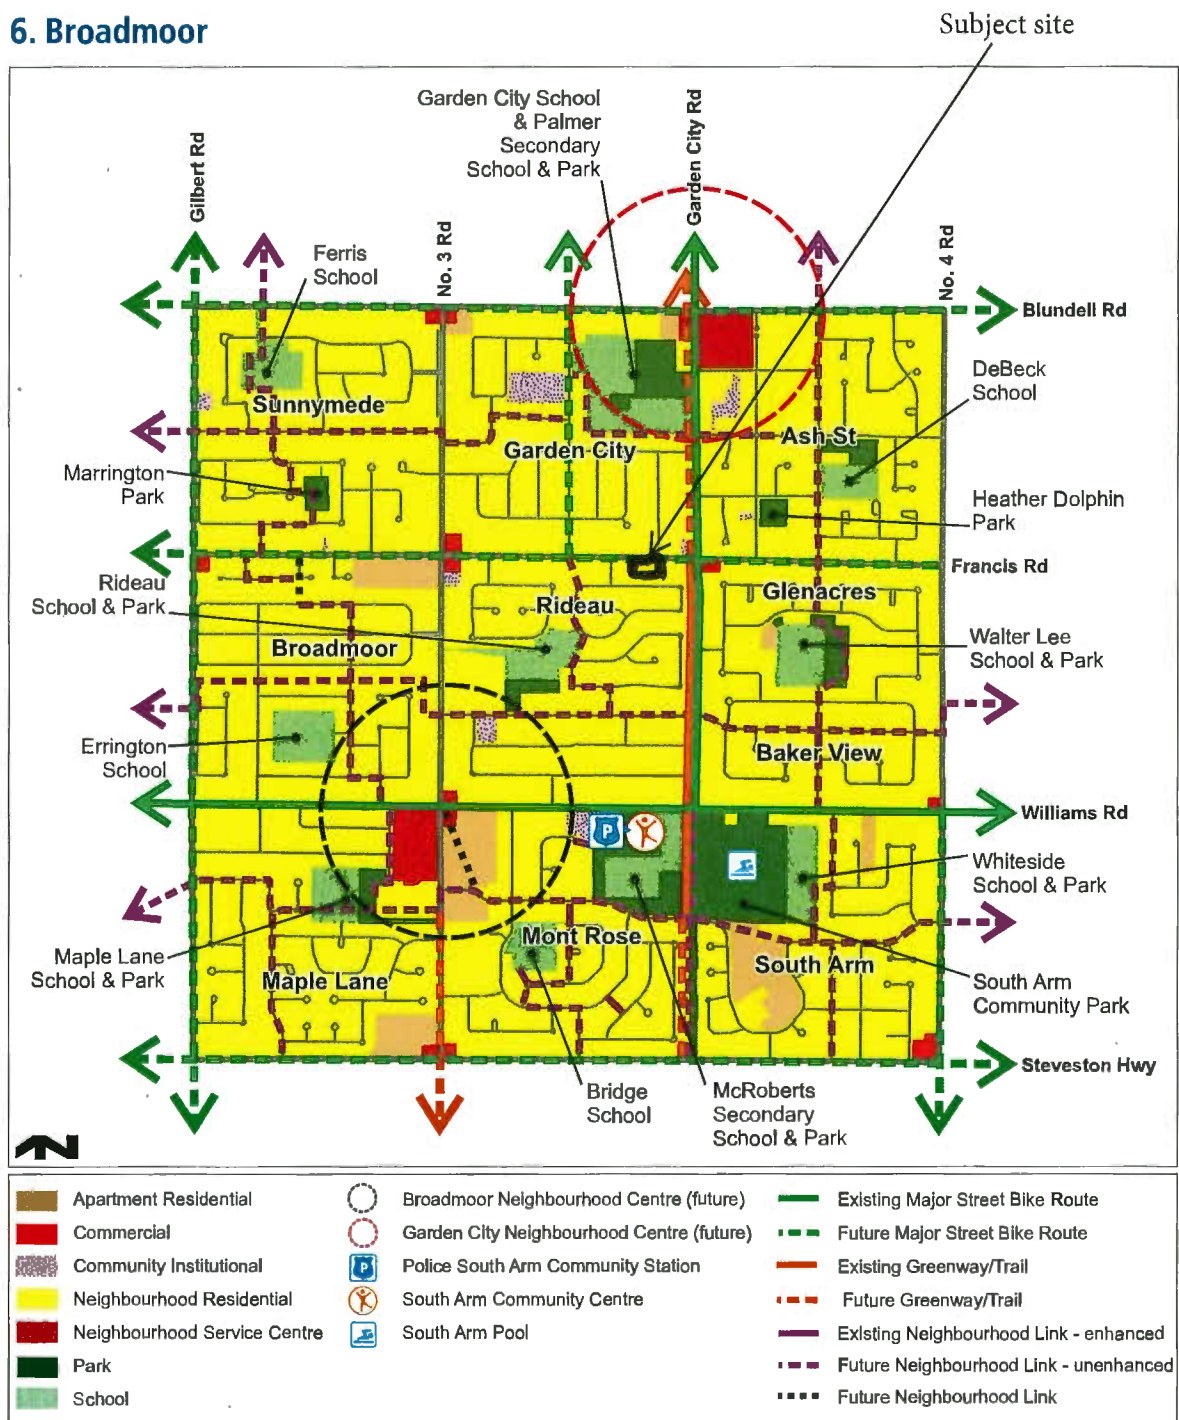 6. Broadmoor
Subject site
Garden City School
& Palmer
Secondary
School & Park
Gilbert Rd
No. 3 Rd
Garden City Rd
No. 4 Rd
Ferris
School
Blundell Rd
DeBeck
School
Sunnymede
Garden City
Ash St
Marrington
Park
Heather Dolphin
Park
Francis Rd
Rideau
School & Park
Rideau
Glenacres
Broadmoor
Walter Lee
School & Park
Errington
School
Baker View
Williams Rd
P
Whiteside
School & Park
Mont Rose
Maple Lane
School & Park
Maple Lane
South Arm
South Arm
Community Park
Steveston Hwy
Bridge
School
McRoberts
Secondary
School & Park
N
Apartment Residential
Commercial
Community Institutional
Neighbourhood Residential
Neighbourhood Service Centre
Park
School
Broadmoor Neighbourhood Centre (future)
Garden City Neighbourhood Centre (future)
P
Police South Arm Community Station
South Arm Community Centre
South Arm Pool
Existing Major Street Bike Route
Future Major Street Bike Route
Existing Greenway/Trail
Future Greenway/Trail
Existing Neighbourhood Link - enhanced
Future Neighbourhood Link - unenhanced
Future Neighbourhood Link